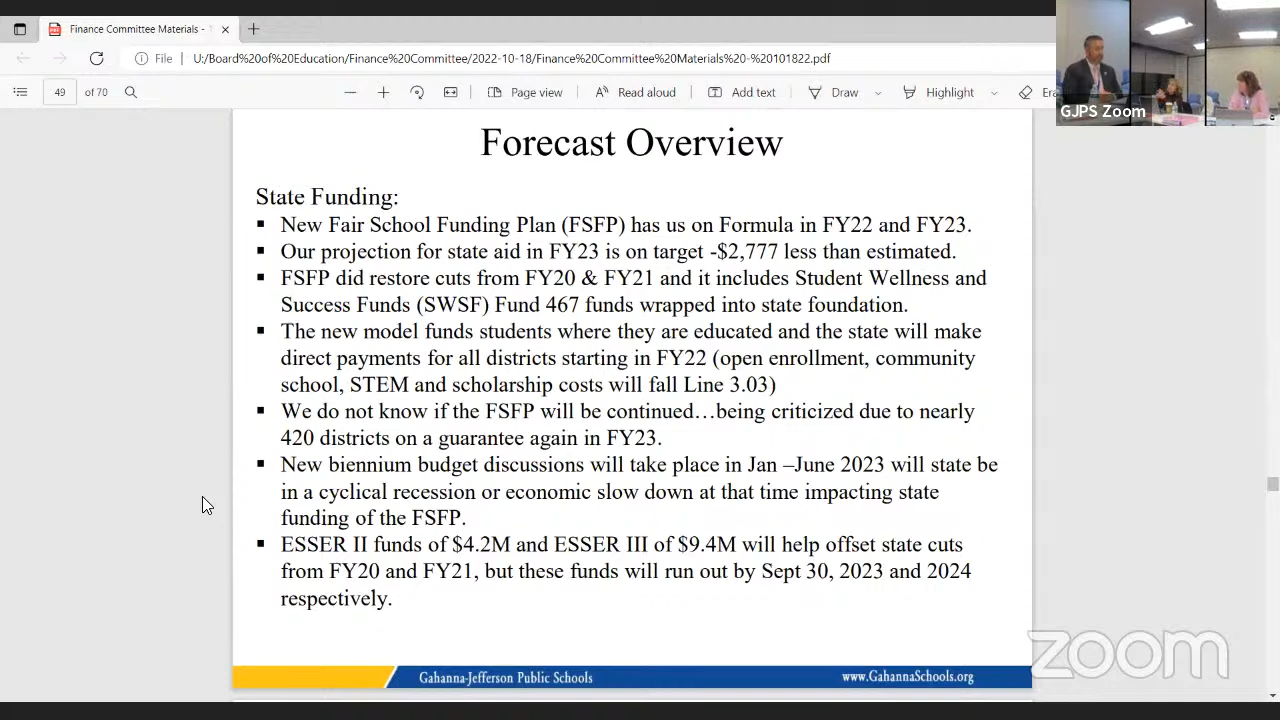 Finance Committee Materials -
File
U:/Board%20of%20Education/Finance%20Committee/2022-10-18/Finance%20Committee%20Materials%20-%20101822.pdf
49 of 70
Page view
Read aloud
Add text
Draw
Highlight
Era
GJPS Zoom
Forecast Overview
State Funding:
▪ New Fair School Funding Plan (FSFP) has us on Formula in FY22 and FY23.
▪ Our projection for state aid in FY23 is on target -$2,777 less than estimated.
▪ FSFP did restore cuts from FY20 & FY21 and it includes Student Wellness and
Success Funds (SWSF) Fund 467 funds wrapped into state foundation.
▪ The new model funds students where they are educated and the state will make
direct payments for all districts starting in FY22 (open enrollment, community
school, STEM and scholarship costs will fall Line 3.03)
▪ We do not know if the FSFP will be continued…being criticized due to nearly
420 districts on a guarantee again in FY23.
▪ New biennium budget discussions will take place in Jan –June 2023 will state be
in a cyclical recession or economic slow down at that time impacting state
funding of the FSFP.
▪ ESSER II funds of $4.2M and ESSER III of $9.4M will help offset state cuts
from FY20 and FY21, but these funds will run out by Sept 30, 2023 and 2024
respectively.
Gahanna-Jefferson Public Schools
www.GahannaSchools.org
zoom